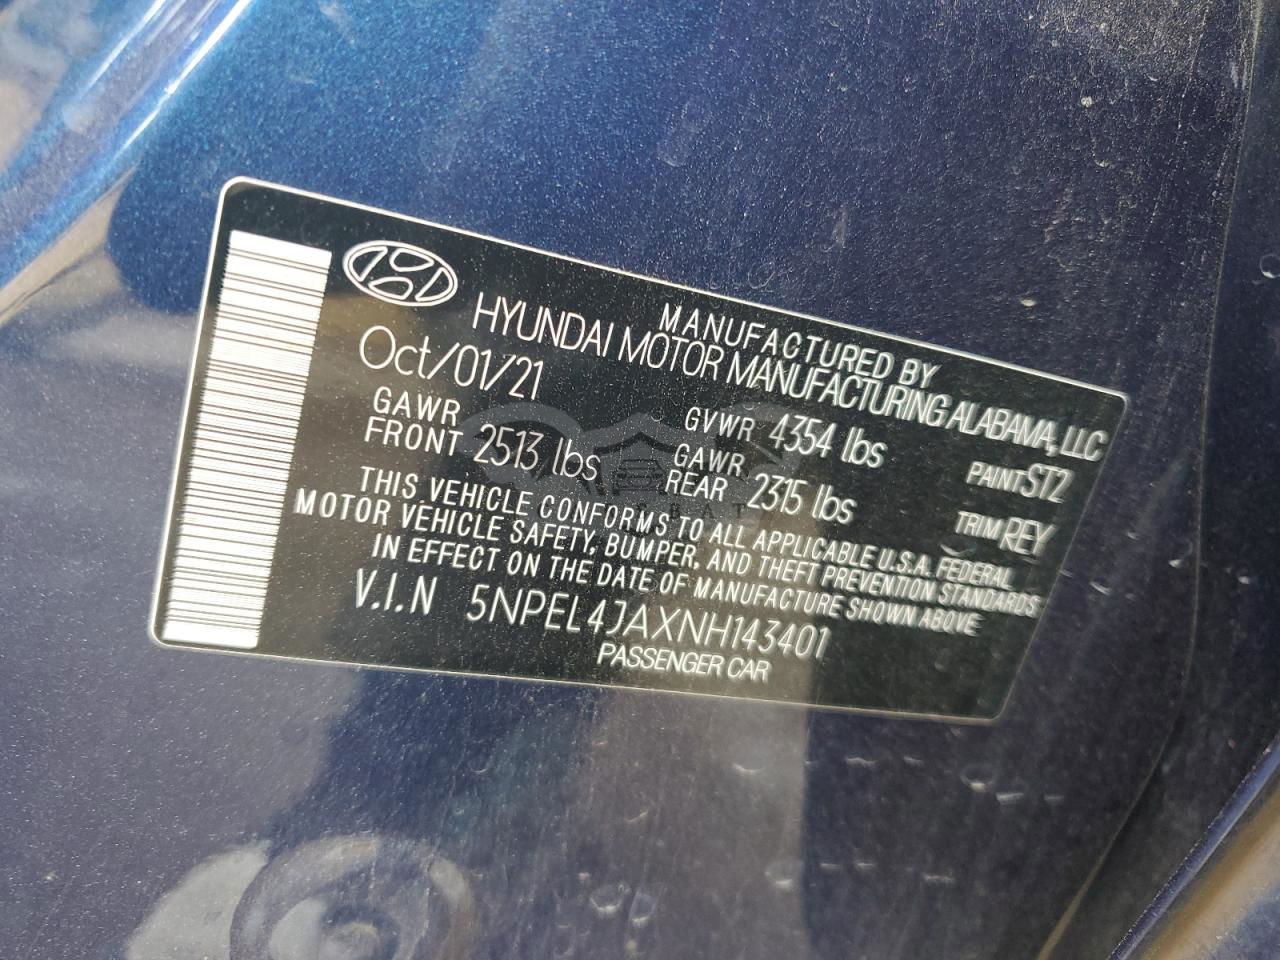 MANUFACTURED BY
HYUNDAI MOTOR MANUFACTURING ALABAMA, LLC
Oct/01/21
GAWR FRONT 2513 lbs
GVWR 4354 lbs
GAWR REAR 2315 lbs
PAINT ST2
TRIM REY
THIS VEHICLE CONFORMS TO ALL APPLICABLE U.S.A. FEDERAL
MOTOR VEHICLE SAFETY, BUMPER, AND THEFT PREVENTION STANDARDS
IN EFFECT ON THE DATE OF MANUFACTURE SHOWN ABOVE
V.I.N 5NPEL4JAXNH143401
PASSENGER CAR